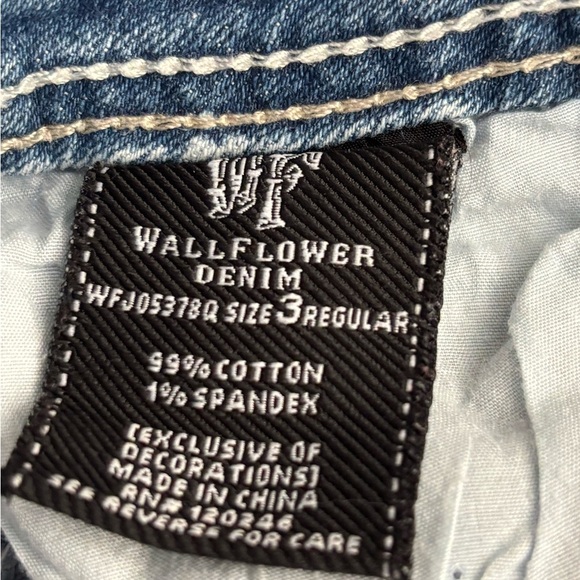 WF
WALLFLOWER
DENIM
WFJ05378Q SIZE 3 REGULAR
99% COTTON
1% SPANDEX
[EXCLUSIVE OF
DECORATIONS]
MADE IN CHINA
RN# 120246
SEE REVERSE FOR CARE